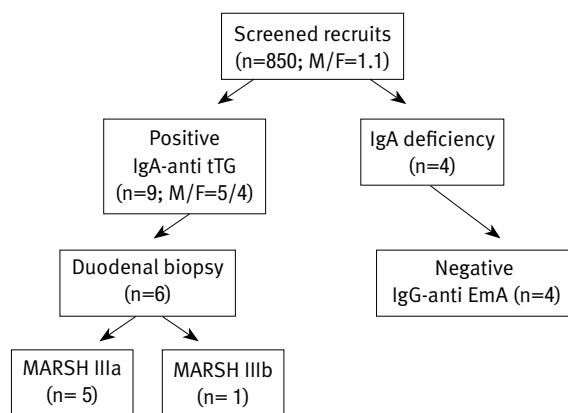 Screened recruits
(n=850; M/F=1.1)
Positive
IgA-anti tTG
(n=9; M/F=5/4)
IgA deficiency
(n=4)
Duodenal biopsy
(n=6)
Negative
IgG-anti EmA (n=4)
MARSH IIIa
(n= 5)
MARSH IIIb
(n= 1)